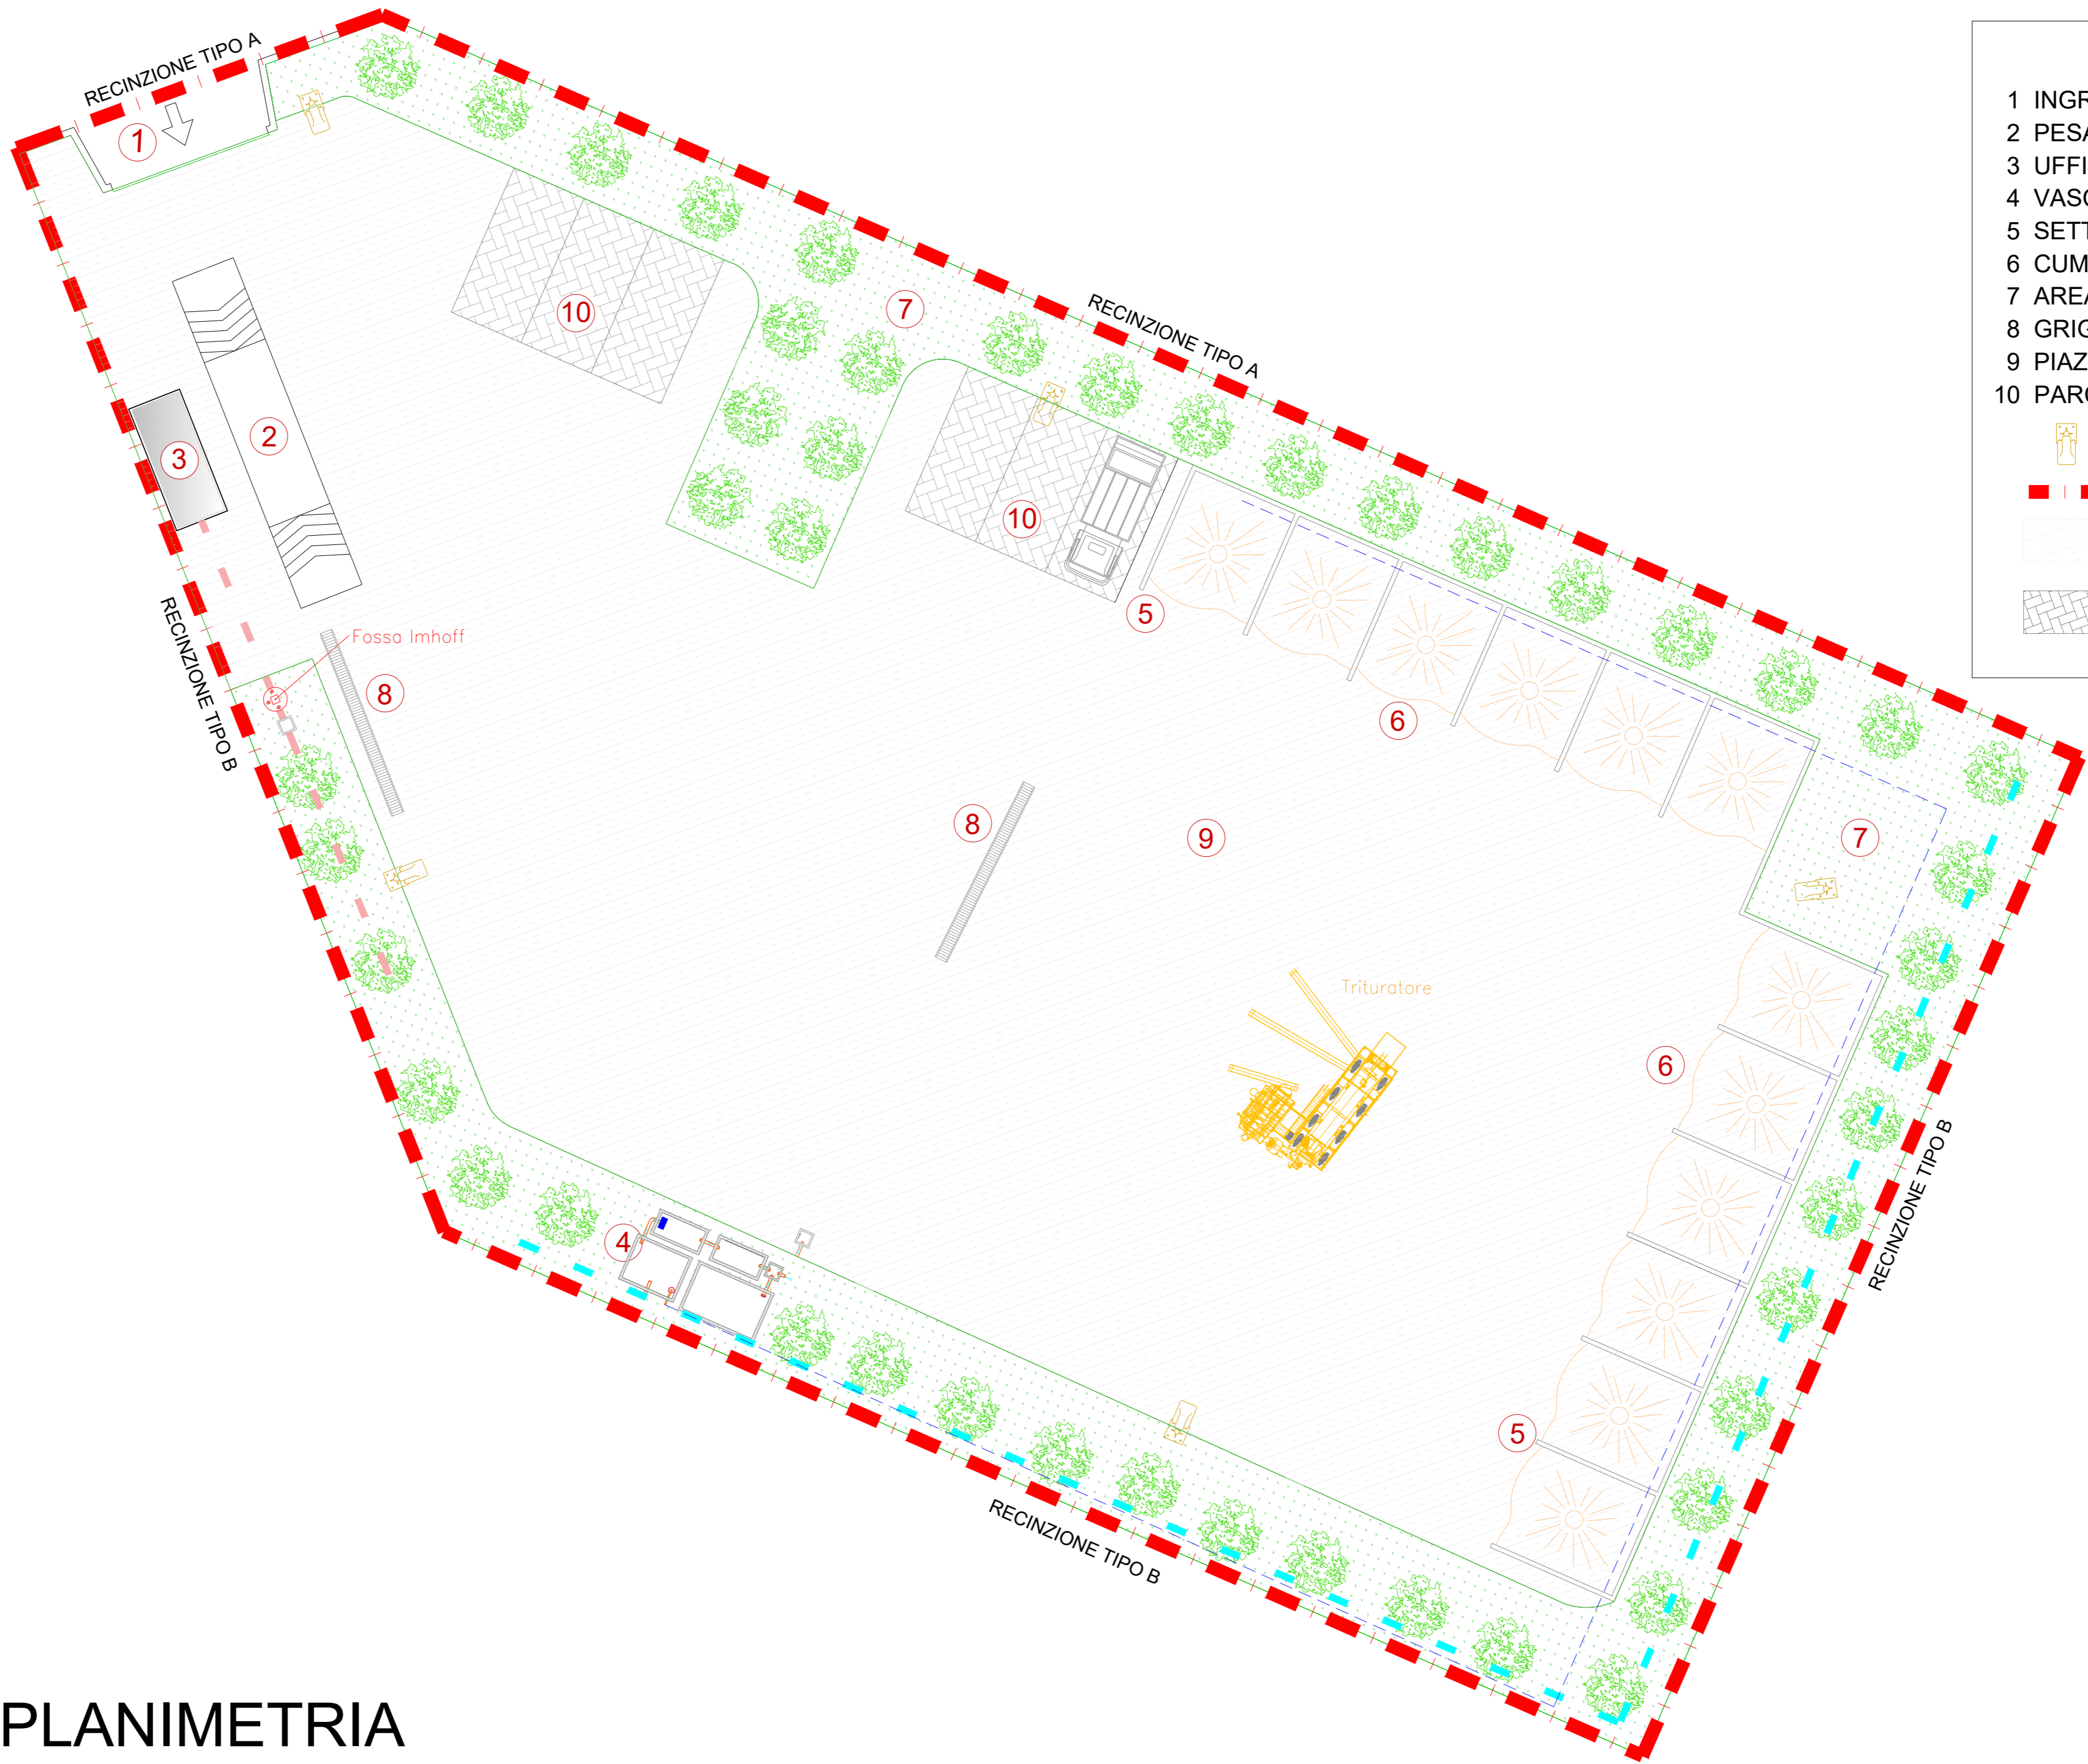 RECINZIONE TIPO A
1
1 INGR
2 PESA
3 UFFI
4 VASC
5 SETT
6 CUM
7 AREA
8 GRIG
9 PIAZ
10 PARC
10
7
RECINZIONE TIPO A
2
3
10
5
RECINZIONE TIPO B
Fossa Imhoff
8
6
8
9
7
Trituratore
6
RECINZIONE TIPO B
4
5
RECINZIONE TIPO B
PLANIMETRIA